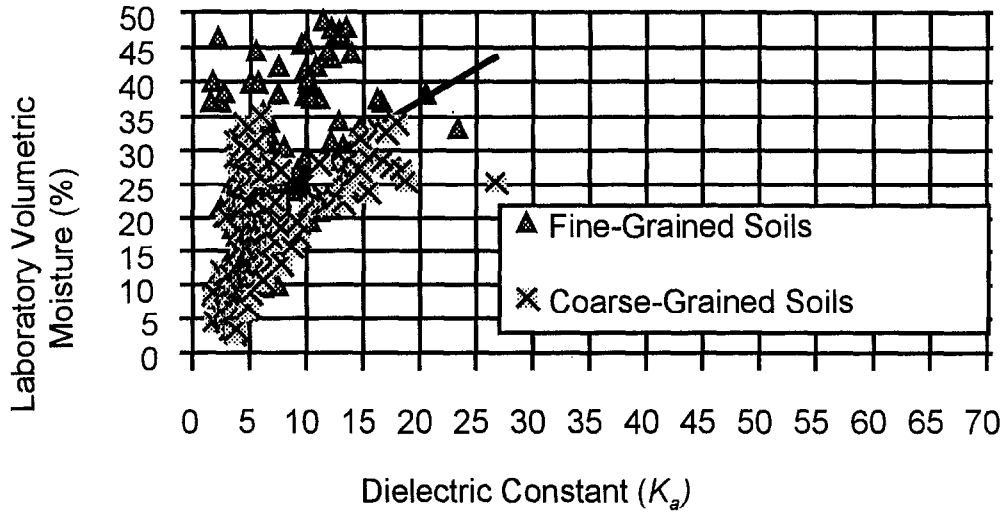 Laboratory Volumetric
Moisture (%)
50
45
40
35
30
25
20
15
10
5
0
Fine-Grained Soils
Coarse-Grained Soils
0 5 10 15 20 25 30 35 40 45 50 55 60 65 70
Dielectric Constant (Ka)